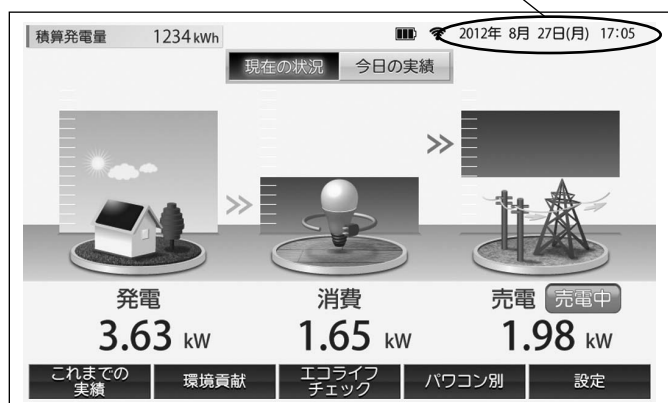 積算発電量 1234 kWh 2012年 8月 27日(月) 17:05
現在の状況 今日の実績
発電 消費 売電 売電中
3.63 kW 1.65 kW 1.98 kW
これまでの
実績
環境貢献
エコライフ
チェック
パワコン別
設定